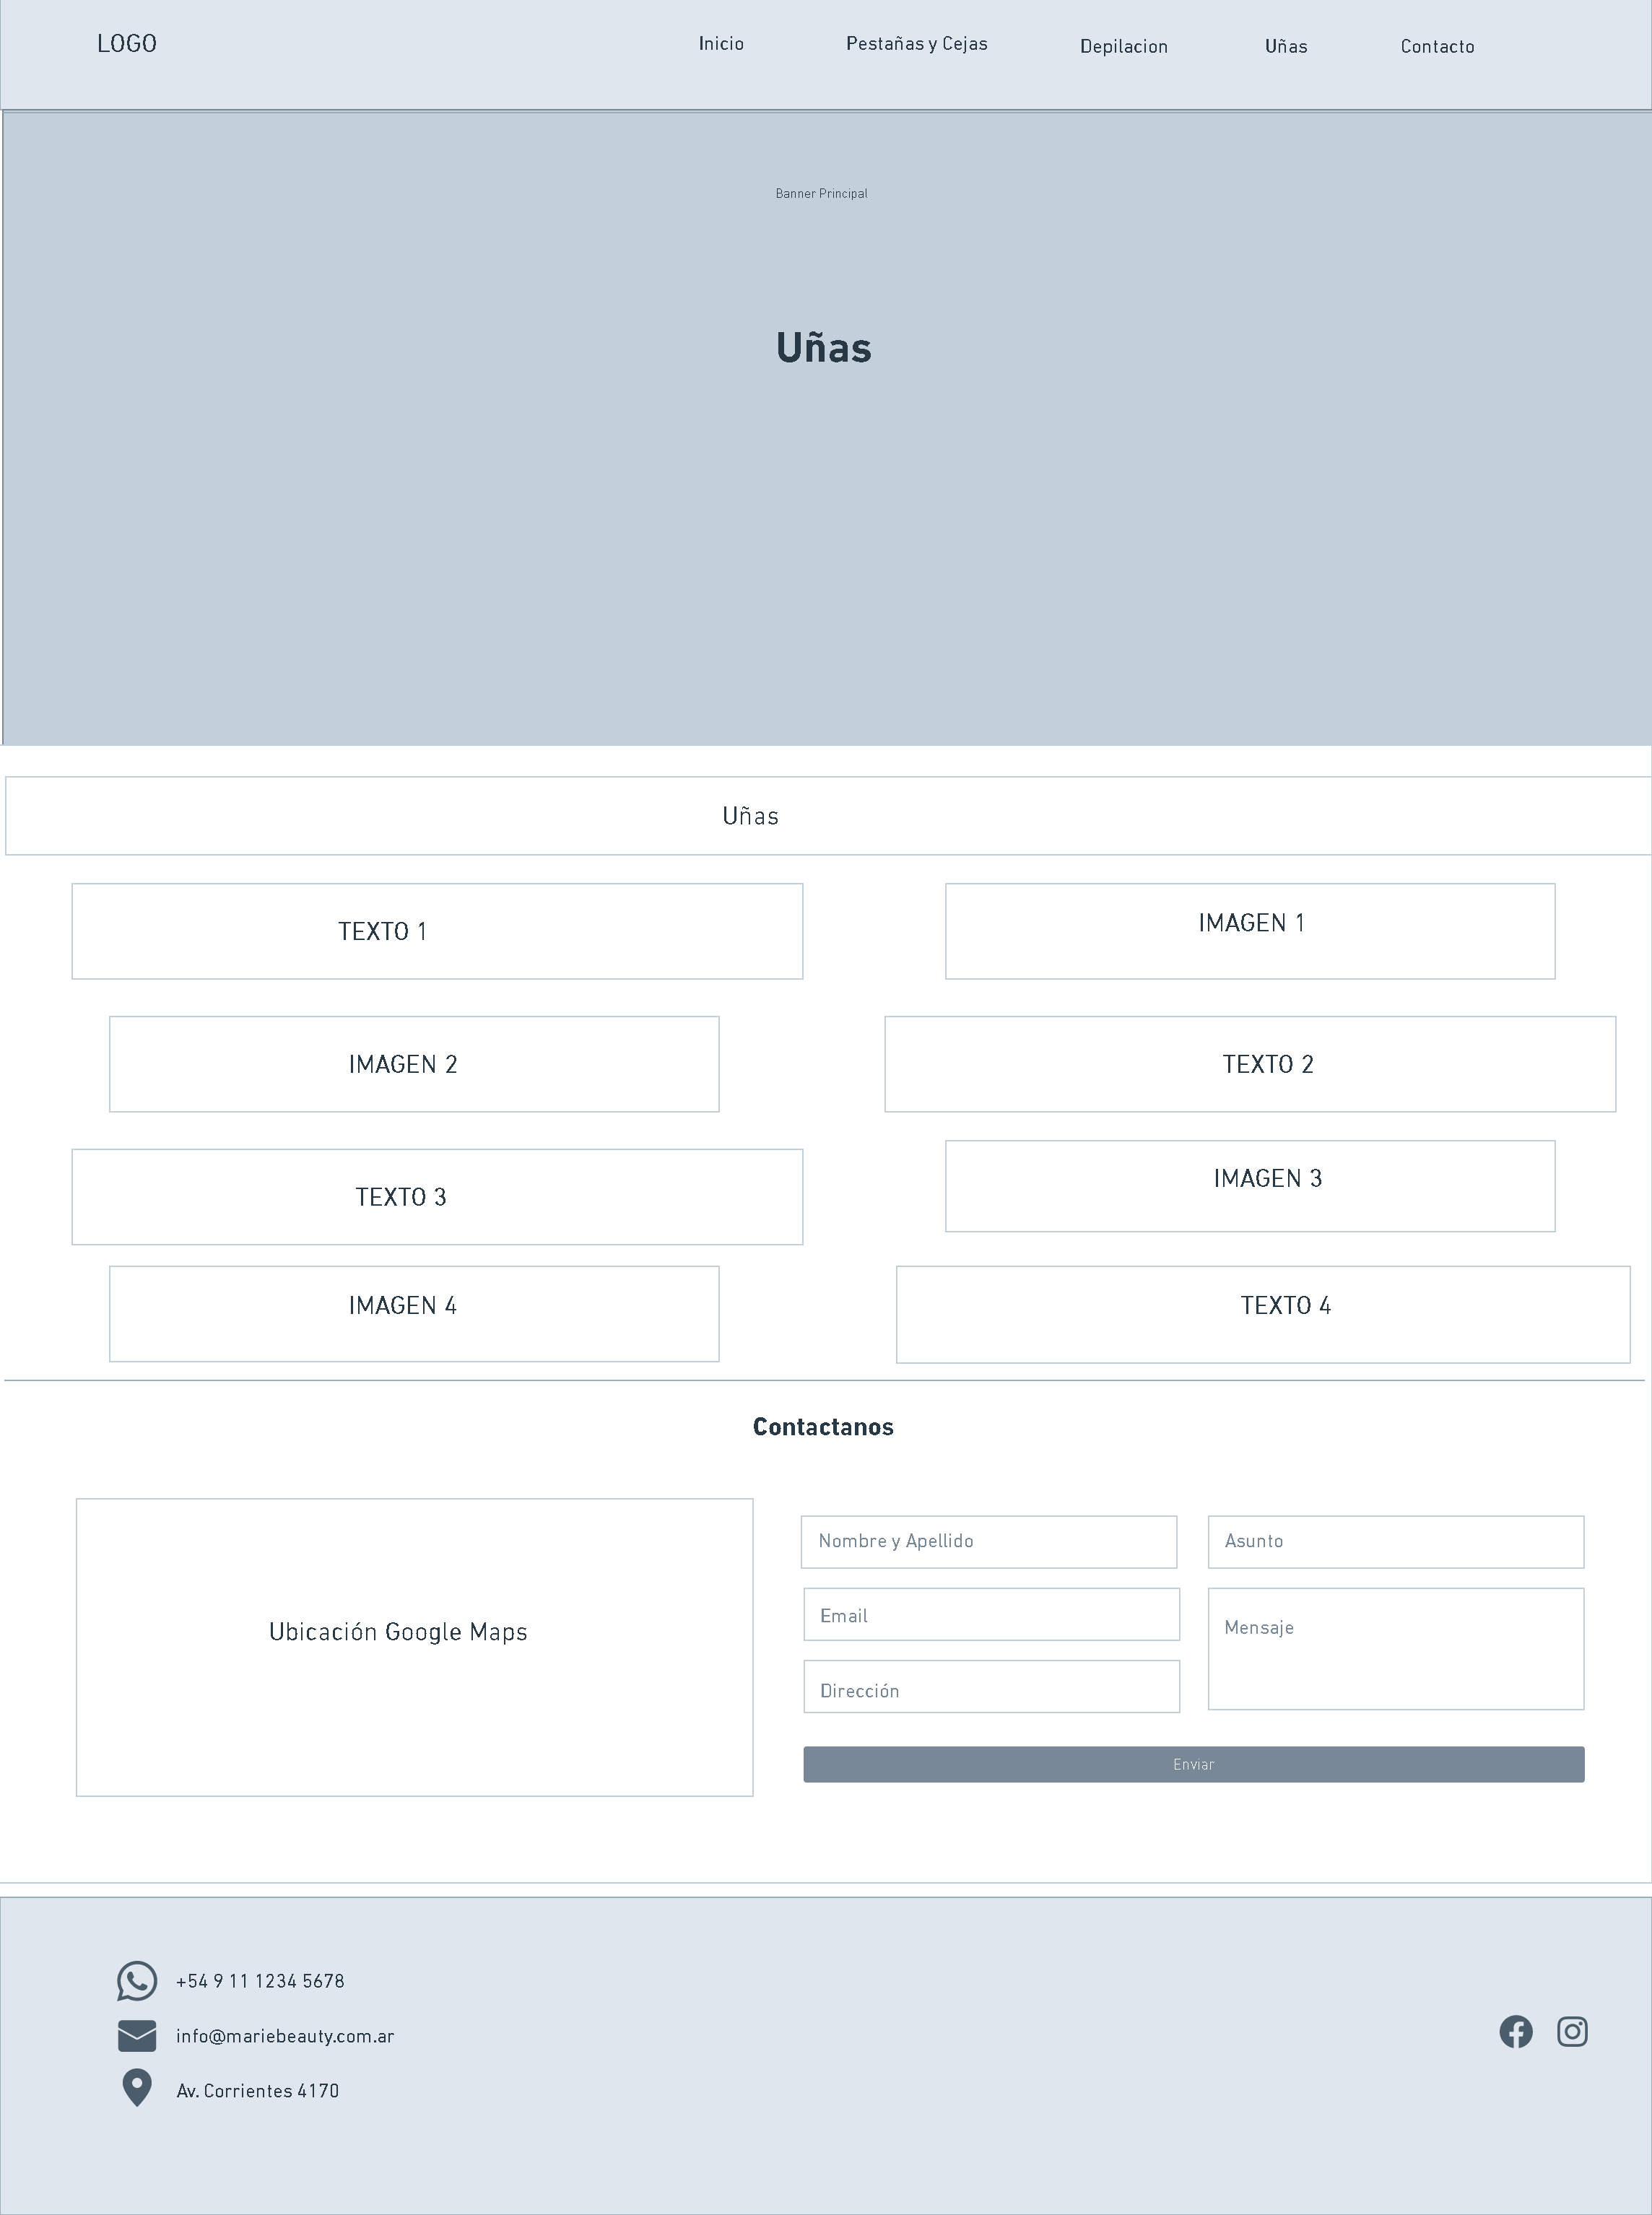 LOGO
Inicio
Pestañas y Cejas
Depilacion
Uñas
Contacto
Banner Principal
Uñas
Uñas
TEXTO 1
IMAGEN 1
IMAGEN 2
TEXTO 2
TEXTO 3
IMAGEN 3
IMAGEN 4
TEXTO 4
Contactanos
Ubicación Google Maps
Nombre y Apellido
Asunto
Email
Mensaje
Dirección
Enviar
+54 9 11 1234 5678
info@mariebeauty.com.ar
Av. Corrientes 4170